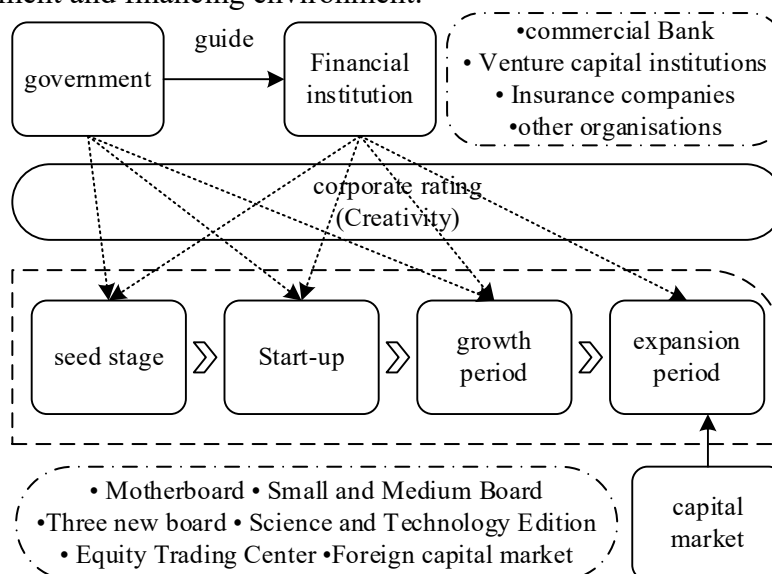 ment and financing environment.
guide
government
Financial
institution
•commercial Bank
• Venture capital institutions
• Insurance companies
•other organisations
corporate rating
(Creativity)
seed stage
Start-up
growth
period
expansion
period
• Motherboard • Small and Medium Board
•Three new board • Science and Technology Edition
• Equity Trading Center •Foreign capital market
capital
market